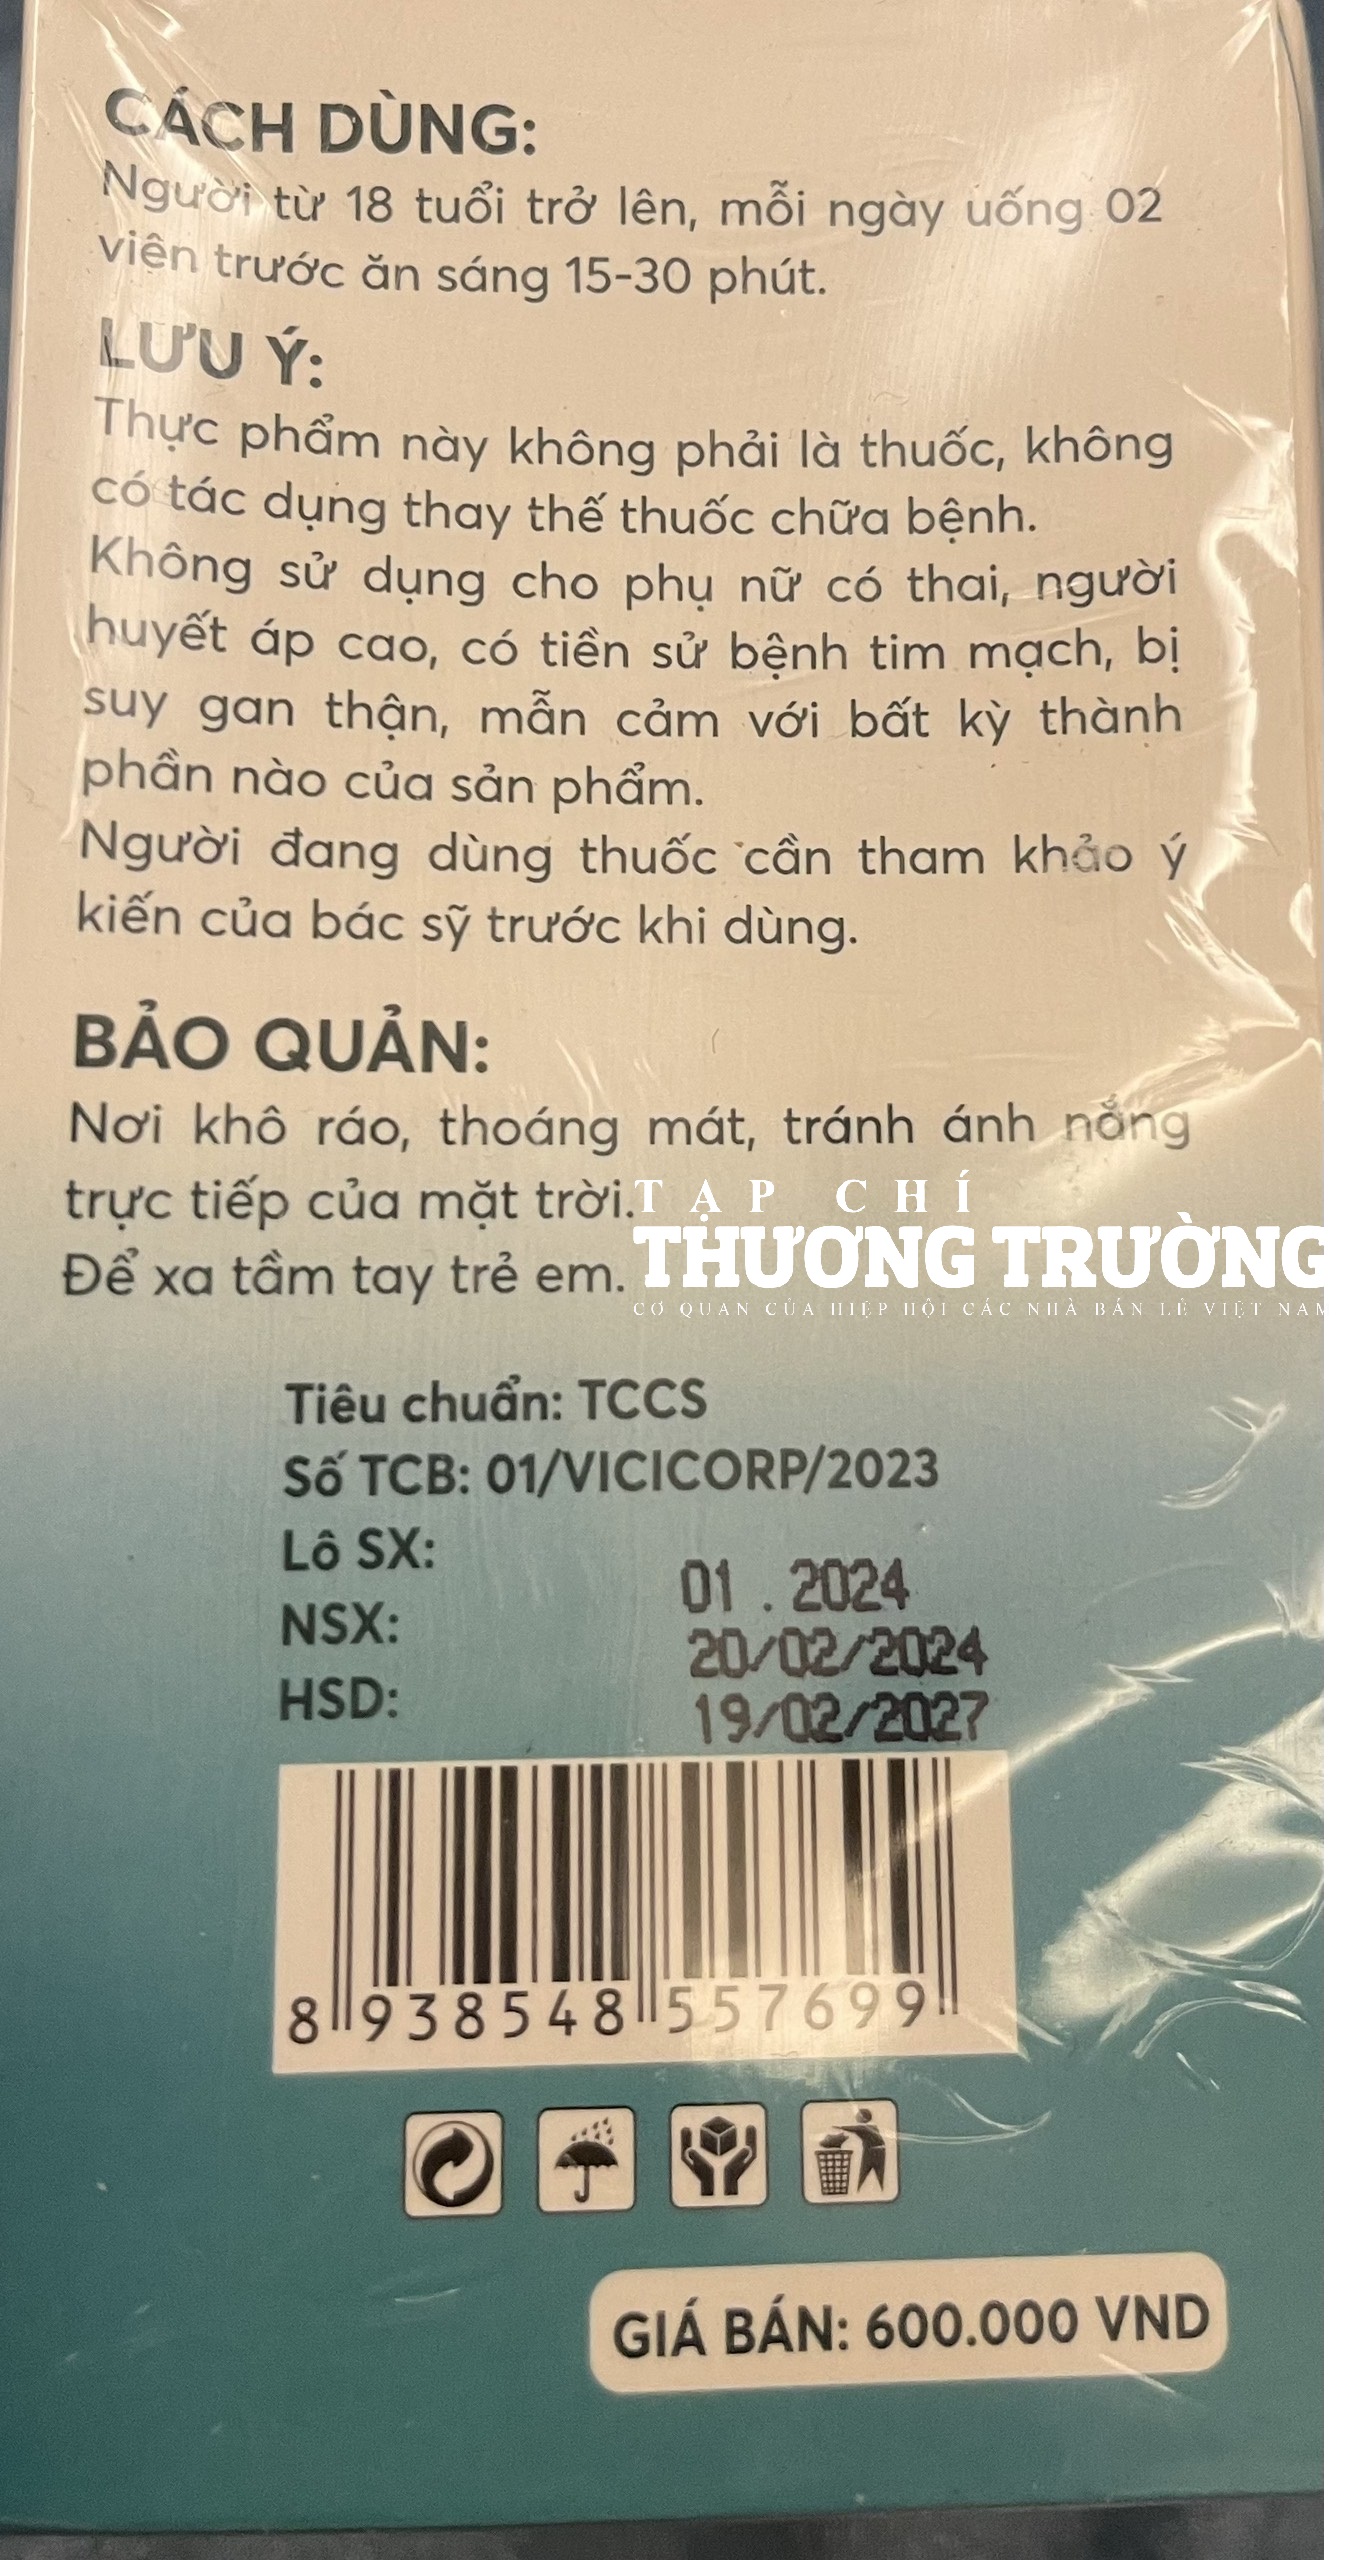 CÁCH DÙNG:
Người từ 18 tuổi trở lên, mỗi ngày uống 02
viên trước ăn sáng 15-30 phút.
LƯU Ý:
Thực phẩm này không phải là thuốc, không
có tác dụng thay thế thuốc chữa bệnh.
Không sử dụng cho phụ nữ có thai, người
huyết áp cao, có tiền sử bệnh tim mạch, bị
suy gan thận, mẫn cảm với bất kỳ thành
phần nào của sản phẩm.
Người đang dùng thuốc cần tham khảo ý
kiến của bác sỹ trước khi dùng.
BẢO QUẢN:
Nơi khô ráo, thoáng mát, tránh ánh nắng
trực tiếp của mặt trời.
Để xa tầm tay trẻ em.
TẠP CHÍ
THƯƠNG TRƯỜNG
CƠ QUAN CỦA HIỆP HỘI CÁC NHÀ BÁN LẺ VIỆT NAM
Tiêu chuẩn: TCCS
Số TCB: 01/VICICORP/2023
Lô SX: 01 . 2024
NSX: 20/02/2024
HSD: 19/02/2027
8 938548 557699
GIÁ BÁN: 600.000 VND